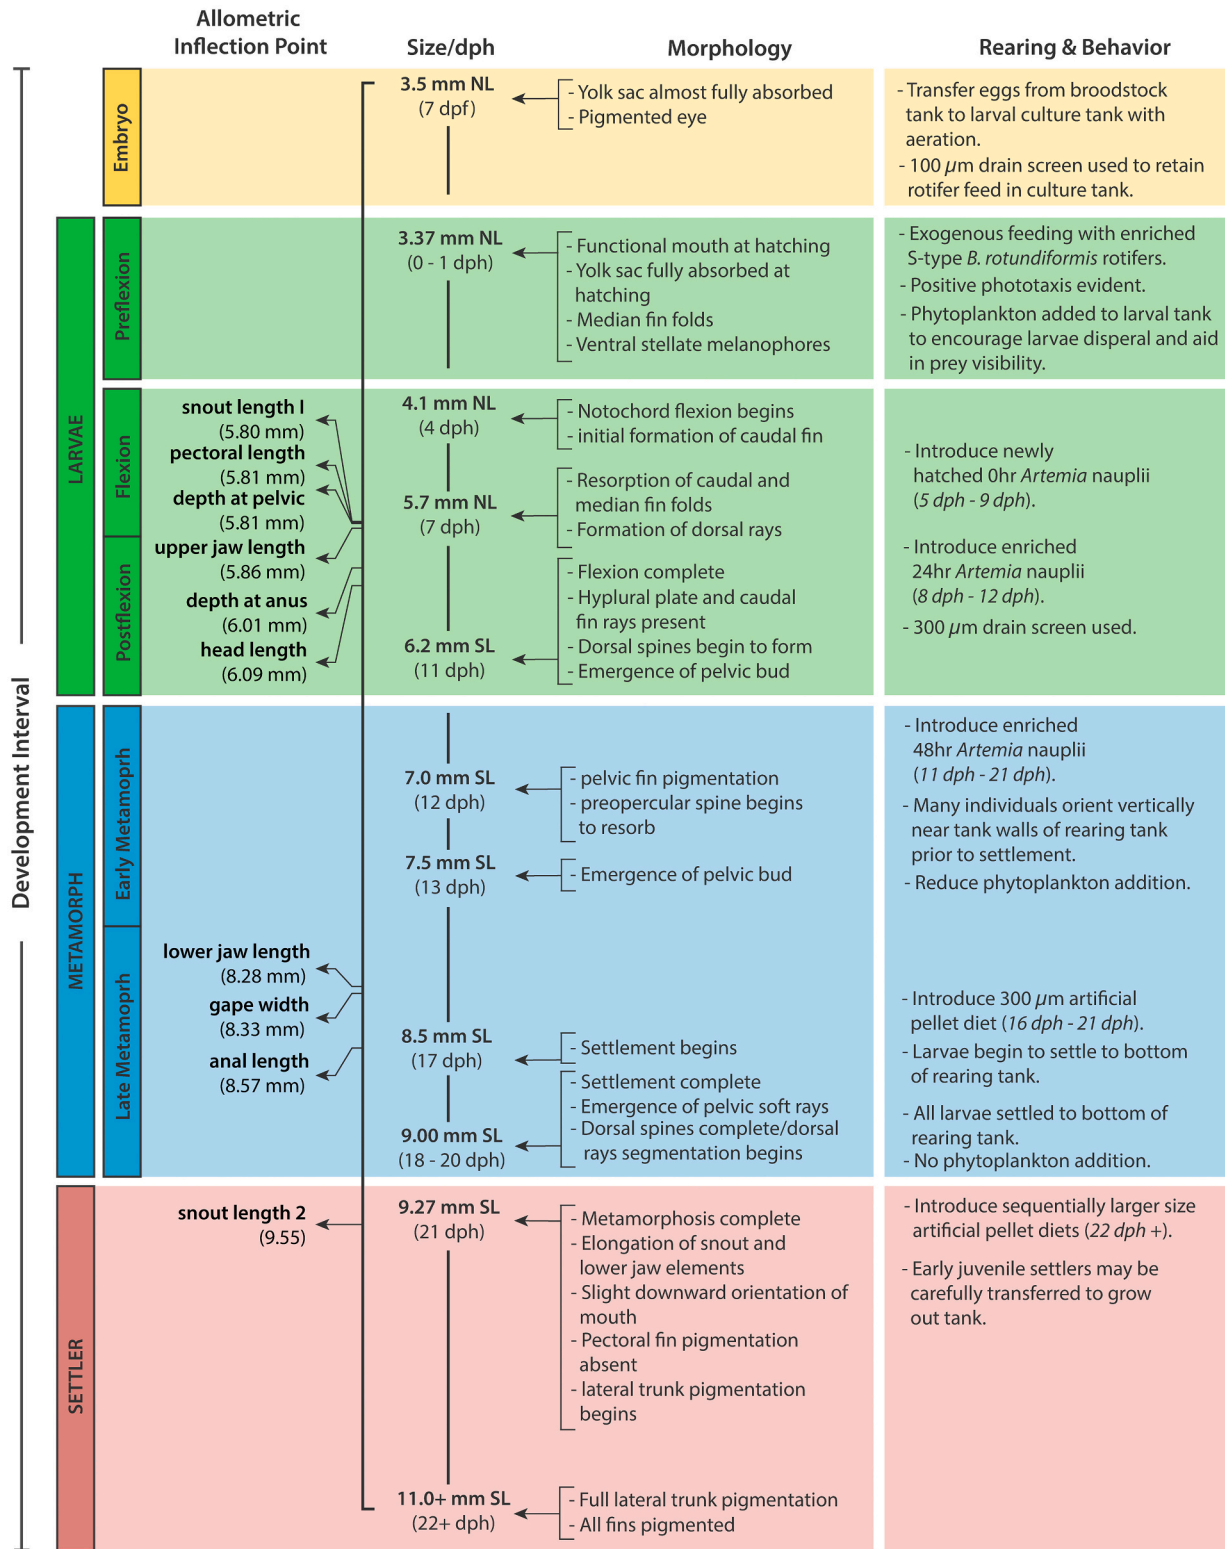 Allometric
Inflection Point
Size/dph
Morphology
Rearing & Behavior
Development Interval
Embryo
3.5 mm NL
(7 dpf)
- Yolk sac almost fully absorbed
- Pigmented eye
- Transfer eggs from broodstock
tank to larval culture tank with
aeration.
- 100 µm drain screen used to retain
rotifer feed in culture tank.
LARVAE
Preflexion
3.37 mm NL
(0 - 1 dph)
- Functional mouth at hatching
- Yolk sac fully absorbed at
hatching
- Median fin folds
- Ventral stellate melanophores
- Exogenous feeding with enriched
S-type B. rotundiformis rotifers.
- Positive phototaxis evident.
- Phytoplankton added to larval tank
to encourage larvae disperal and aid
in prey visibility.
Flexion
snout length I
(5.80 mm)
pectoral length
(5.81 mm)
depth at pelvic
(5.81 mm)
upper jaw length
(5.86 mm)
depth at anus
(6.01 mm)
head length
(6.09 mm)
4.1 mm NL
(4 dph)
- Notochord flexion begins
- initial formation of caudal fin
5.7 mm NL
(7 dph)
- Resorption of caudal and
median fin folds
- Formation of dorsal rays
Postflexion
6.2 mm SL
(11 dph)
- Flexion complete
- Hyplural plate and caudal
fin rays present
- Dorsal spines begin to form
- Emergence of pelvic bud
- Introduce newly
hatched 0hr Artemia nauplii
(5 dph - 9 dph).
- Introduce enriched
24hr Artemia nauplii
(8 dph - 12 dph).
- 300 µm drain screen used.
METAMORPH
Early Metamoprh
7.0 mm SL
(12 dph)
- pelvic fin pigmentation
- preopercular spine begins
to resorb
7.5 mm SL
(13 dph)
- Emergence of pelvic bud
- Introduce enriched
48hr Artemia nauplii
(11 dph - 21 dph).
- Many individuals orient vertically
near tank walls of rearing tank
prior to settlement.
- Reduce phytoplankton addition.
Late Metamoprh
lower jaw length
(8.28 mm)
gape width
(8.33 mm)
anal length
(8.57 mm)
8.5 mm SL
(17 dph)
- Settlement begins
9.00 mm SL
(18 - 20 dph)
- Settlement complete
- Emergence of pelvic soft rays
- Dorsal spines complete/dorsal
rays segmentation begins
- Introduce 300 µm artificial
pellet diet (16 dph - 21 dph).
- Larvae begin to settle to bottom
of rearing tank.
- All larvae settled to bottom of
rearing tank.
- No phytoplankton addition.
SETTLER
snout length 2
(9.55)
9.27 mm SL
(21 dph)
- Metamorphosis complete
- Elongation of snout and
lower jaw elements
- Slight downward orientation of
mouth
- Pectoral fin pigmentation
absent
- lateral trunk pigmentation
begins
- Introduce sequentially larger size
artificial pellet diets (22 dph +).
- Early juvenile settlers may be
carefully transferred to grow
out tank.
11.0+ mm SL
(22+ dph)
- Full lateral trunk pigmentation
- All fins pigmented